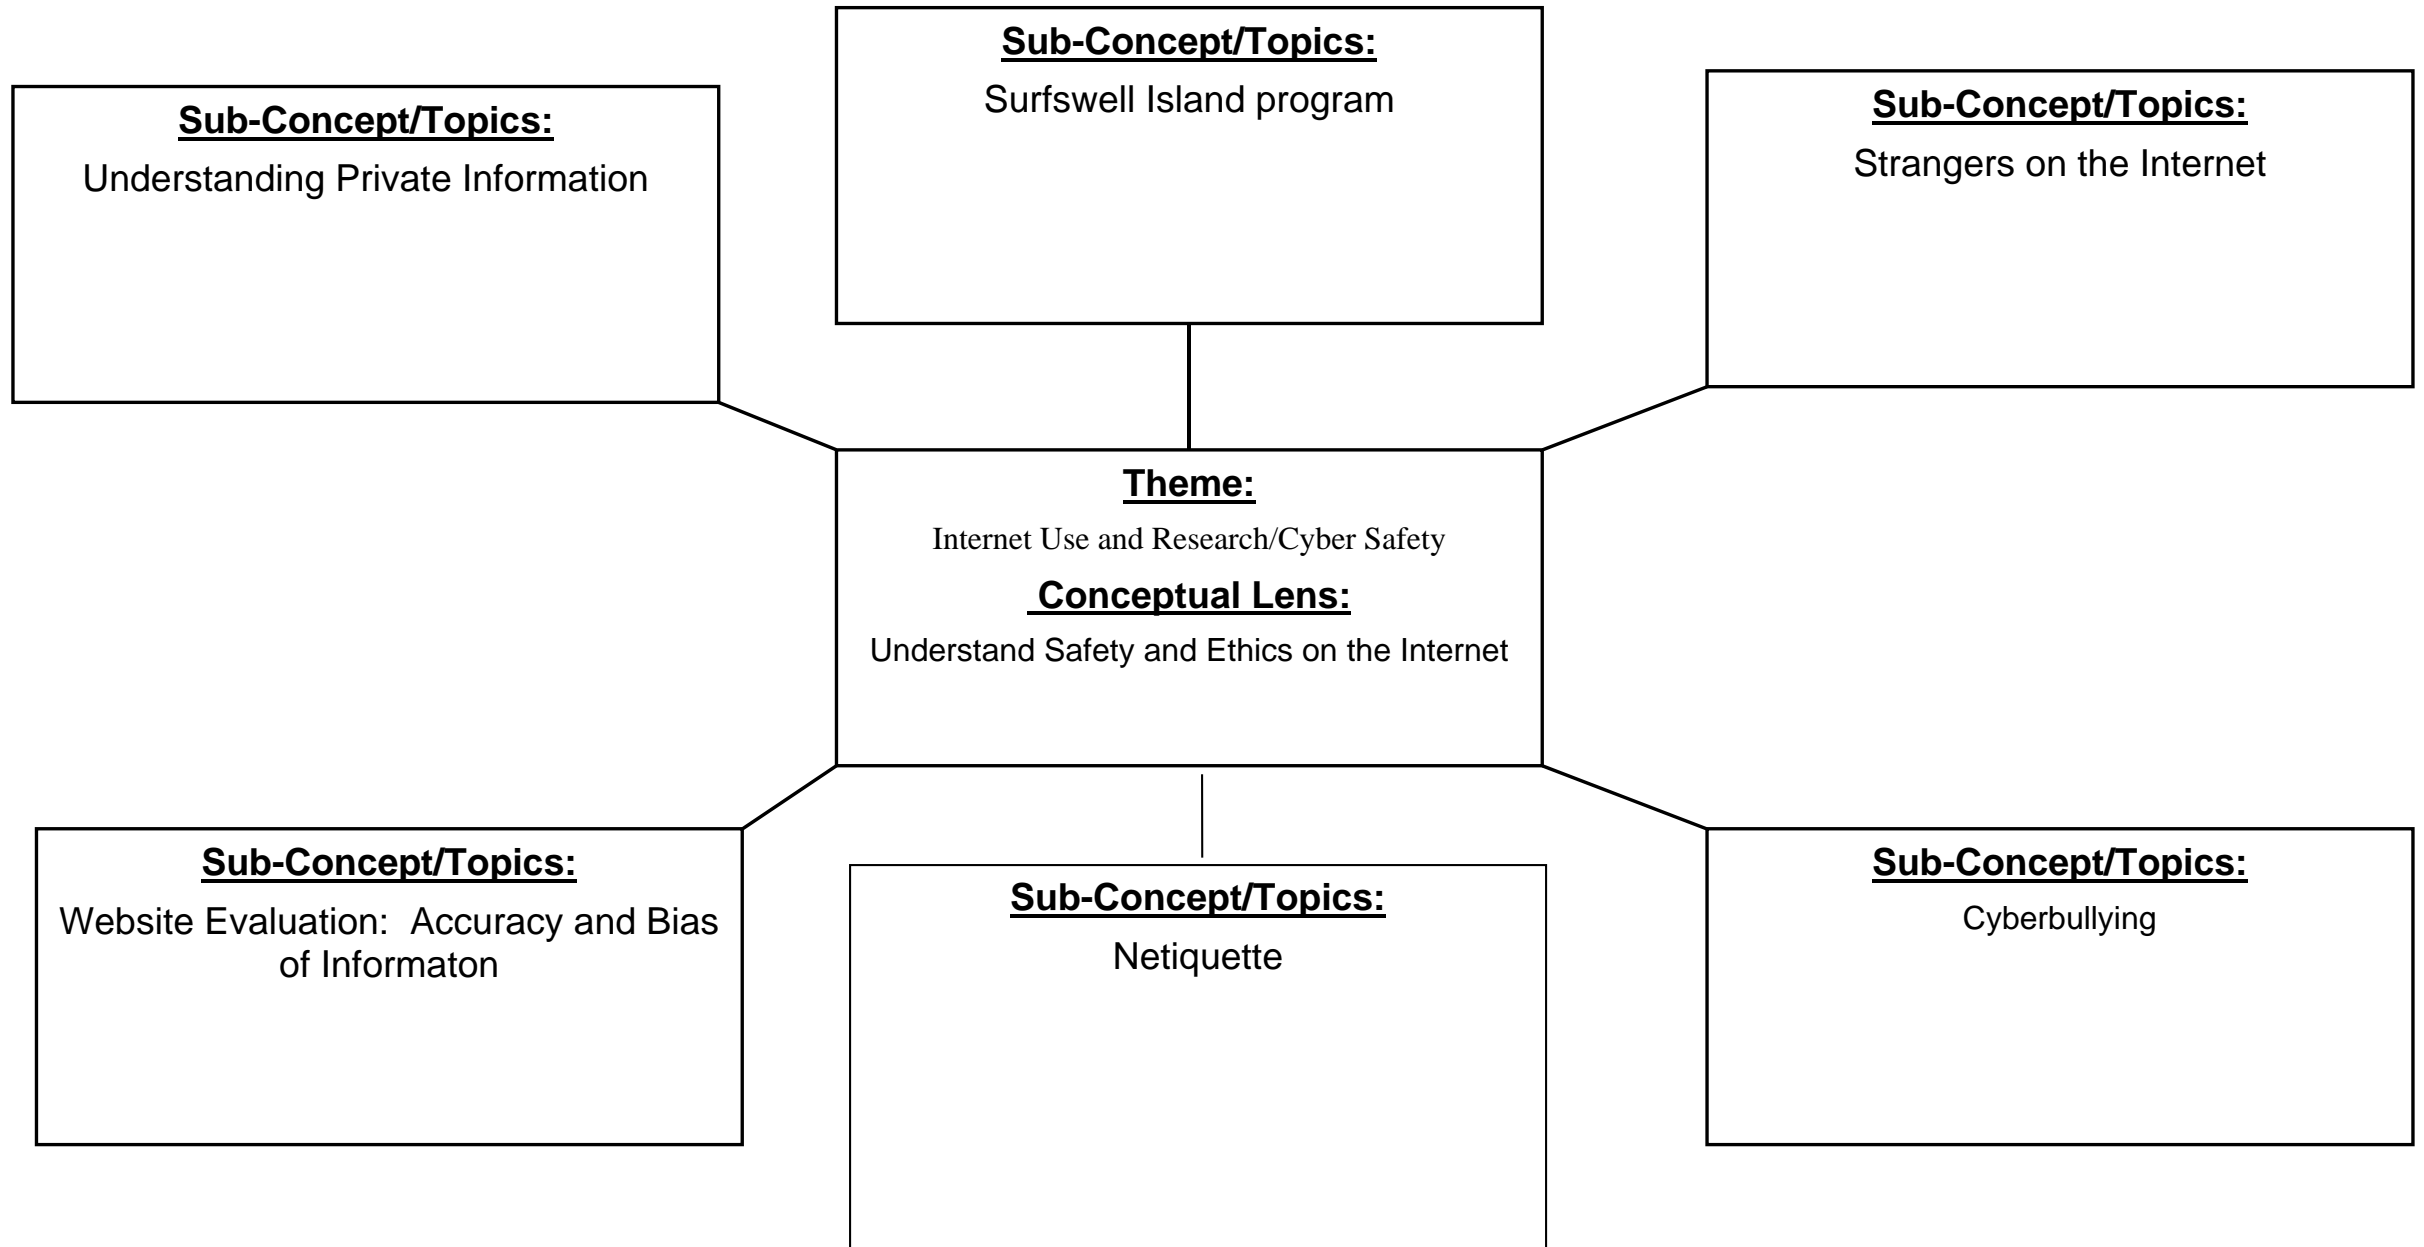 Sub-Concept/Topics:
Understanding Private Information
Sub-Concept/Topics:
Surfswell Island program
Sub-Concept/Topics:
Strangers on the Internet
Theme:
Internet Use and Research/Cyber Safety
Conceptual Lens:
Understand Safety and Ethics on the Internet
Sub-Concept/Topics:
Website Evaluation:  Accuracy and Bias
of Informaton
Sub-Concept/Topics:
Netiquette
Sub-Concept/Topics:
Cyberbullying